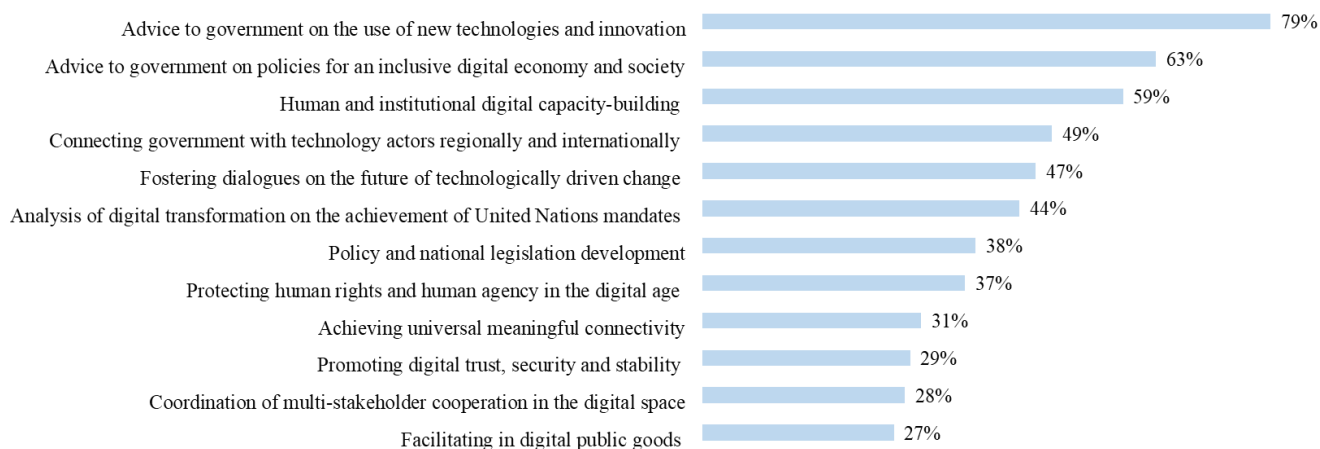 Advice to government on the use of new technologies and innovation 79%
Advice to government on policies for an inclusive digital economy and society 63%
Human and institutional digital capacity-building 59%
Connecting government with technology actors regionally and internationally 49%
Fostering dialogues on the future of technologically driven change 47%
Analysis of digital transformation on the achievement of United Nations mandates 44%
Policy and national legislation development 38%
Protecting human rights and human agency in the digital age 37%
Achieving universal meaningful connectivity 31%
Promoting digital trust, security and stability 29%
Coordination of multi-stakeholder cooperation in the digital space 28%
Facilitating in digital public goods 27%